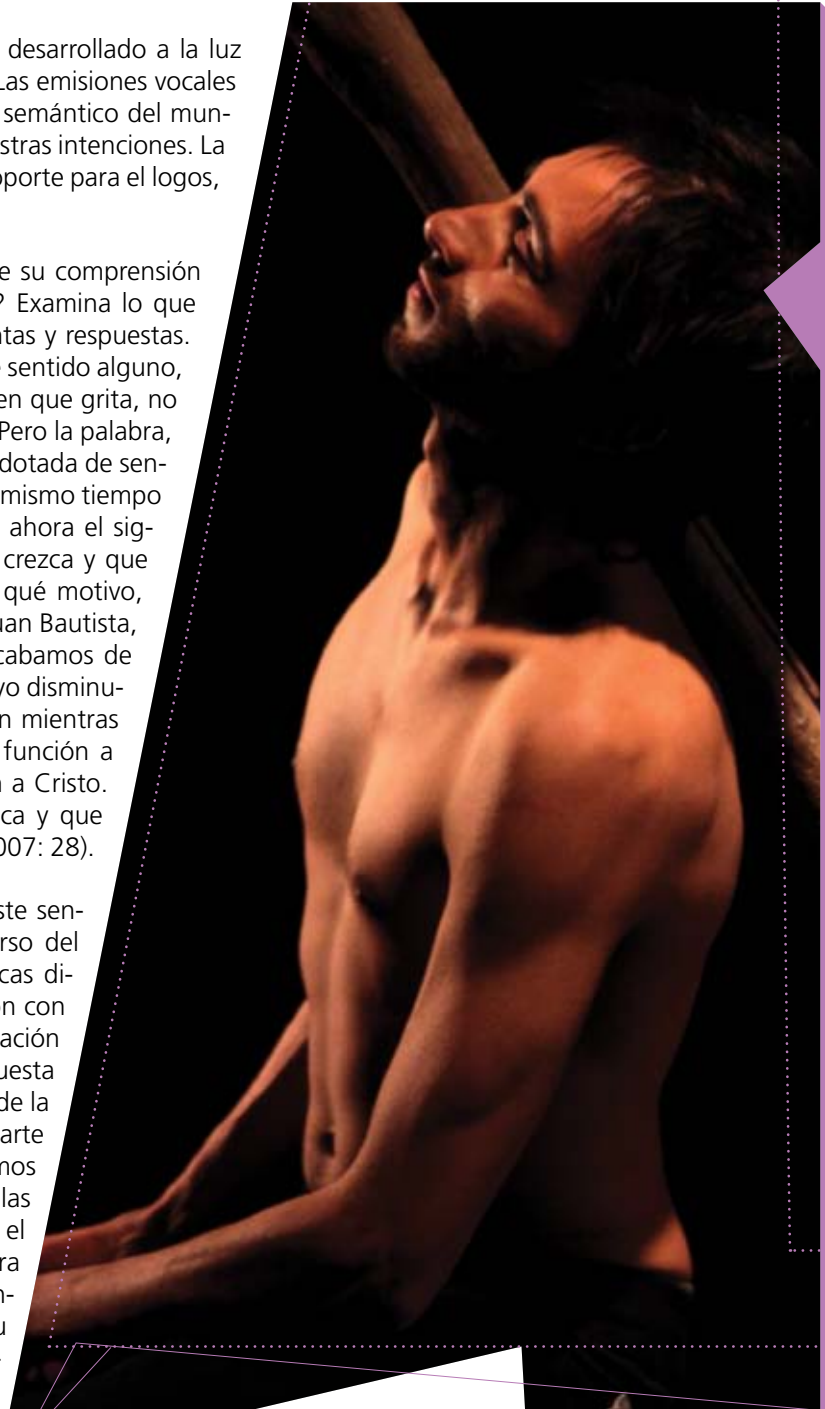 desarrollado a la luz
Las emisiones vocales
semántico del mun-
stras intenciones. La
oporte para el logos,
e su comprensión
? Examina lo que
ntas y respuestas.
sentido alguno,
en que grita, no
Pero la palabra,
dotada de sen-
mismo tiempo
ahora el sig-
crezca y que
qué motivo,
uan Bautista,
cabamos de
yo disminu-
n mientras
función a
a Cristo.
ca y que
007: 28).
ste sen-
rso del
cas di-
n con
ación
uesta
de la
arte
mos
las
el
ra
n-
u